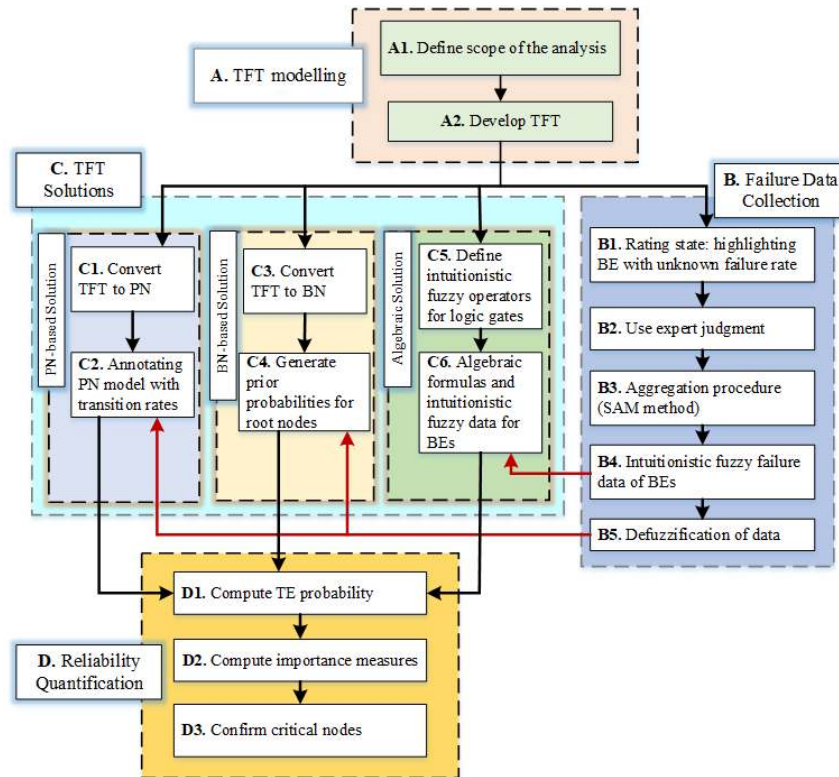 A1. Define scope of the analysis
A. TFT modelling
A2. Develop TFT
C. TFT
Solutions
B. Failure Data
Collection
PN-based Solution
C1. Convert
TFT to PN
C2. Annotating
PN model with
transition rates
BN-based Solution
C3. Convert
TFT to BN
C4. Generate
prior
probabilities for
root nodes
Algebraic Solution
C5. Define
intuitionistic
fuzzy operators
for logic gates
C6. Algebraic
formulas and
intuitionistic
fuzzy data for
BEs
B1. Rating state: highlighting
BE with unknown failure rate
B2. Use expert judgment
B3. Aggregation procedure
(SAM method)
B4. Intuitionistic fuzzy failure
data of BEs
B5. Defuzzification of data
D1. Compute TE probability
D. Reliability
Quantification
D2. Compute importance measures
D3. Confirm critical nodes